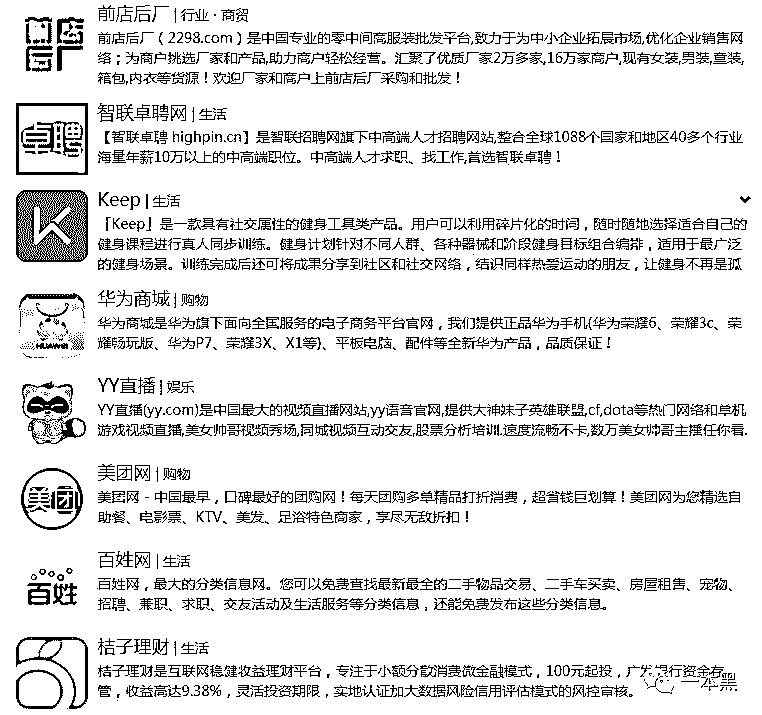 前店后厂 | 行业·商贸
前店后厂（2298.com）是中国专业的零中间商服装批发平台,致力于为中小企业拓展市场,优化企业销售网
络；为商户挑选厂家和产品,助力商户轻松经营。汇聚了优质厂家2万多家,16万家商户,现有女装,男装,童装,
箱包,内衣等货源！欢迎厂家和商户上前店后厂采购和批发！
卓聘
智联卓聘网 | 生活
【智联卓聘 highpin.cn】是智联招聘网旗下中高端人才招聘网站,整合全球1088个国家和地区40多个行业
海量年薪10万以上的中高端职位。中高端人才求职、找工作,首选智联卓聘！
Keep | 生活
「Keep」是一款具有社交属性的健身工具类产品。用户可以利用碎片化的时间，随时随地选择适合自己的
健身课程进行真人同步训练。健身计划针对不同人群、各种器械和阶段健身目标组合编排，适用于最广泛
的健身场景。训练完成后还可将成果分享到社区和社交网络，结识同样热爱运动的朋友，让健身不再是孤
HUAWEI
华为商城 | 购物
华为商城是华为旗下面向全国服务的电子商务平台官网，我们提供正品华为手机(华为荣耀6、荣耀3c、荣
耀畅玩版、华为P7、荣耀3X、X1等)、平板电脑、配件等全新华为产品，品质保证！
YY直播 | 娱乐
YY直播(yy.com)是中国最大的视频直播网站,yy语音官网,提供大神妹子英雄联盟,cf,dota等热门网络和单机
游戏视频直播,美女帅哥视频秀场,同城视频互动交友,股票分析培训.速度流畅不卡,数万美女帅哥主播任你看.
美团
美团网 | 购物
美团网 - 中国最早，口碑最好的团购网！每天团购多单精品打折消费，超省钱巨划算！美团网为您精选自
助餐、电影票、KTV、美发、足浴特色商家，享尽无敌折扣！
百姓
百姓网 | 生活
百姓网，最大的分类信息网。您可以免费查找最新最全的二手物品交易、二手车买卖、房屋租售、宠物、
招聘、兼职、求职、交友活动及生活服务等分类信息，还能免费发布这些分类信息。
桔子理财 | 生活
桔子理财是互联网稳健收益理财平台，专注于小额分散消费微金融模式，100元起投，广发银行资金存
管，收益高达9.38%，灵活投资期限，实地认证加大数据风险信用评估模式的风控审核。
一本黑